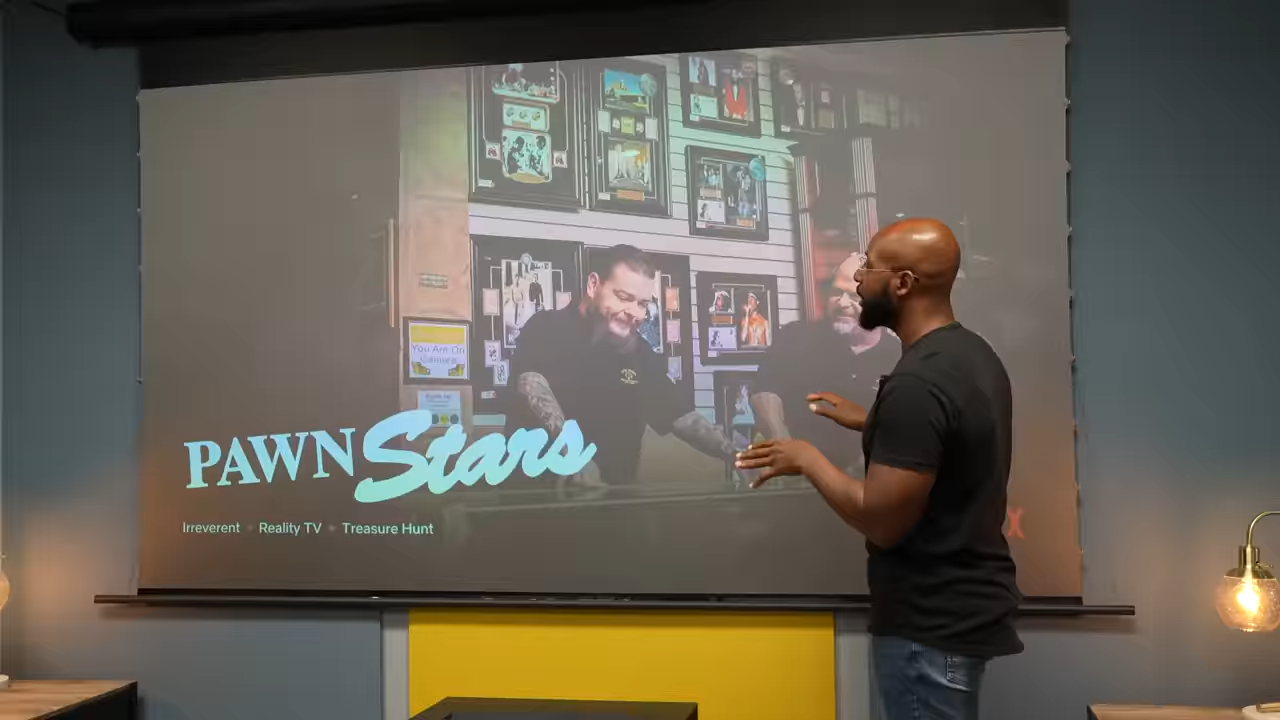 You Are On
Camera
PAWN Stars
Irreverent • Reality TV • Treasure Hunt